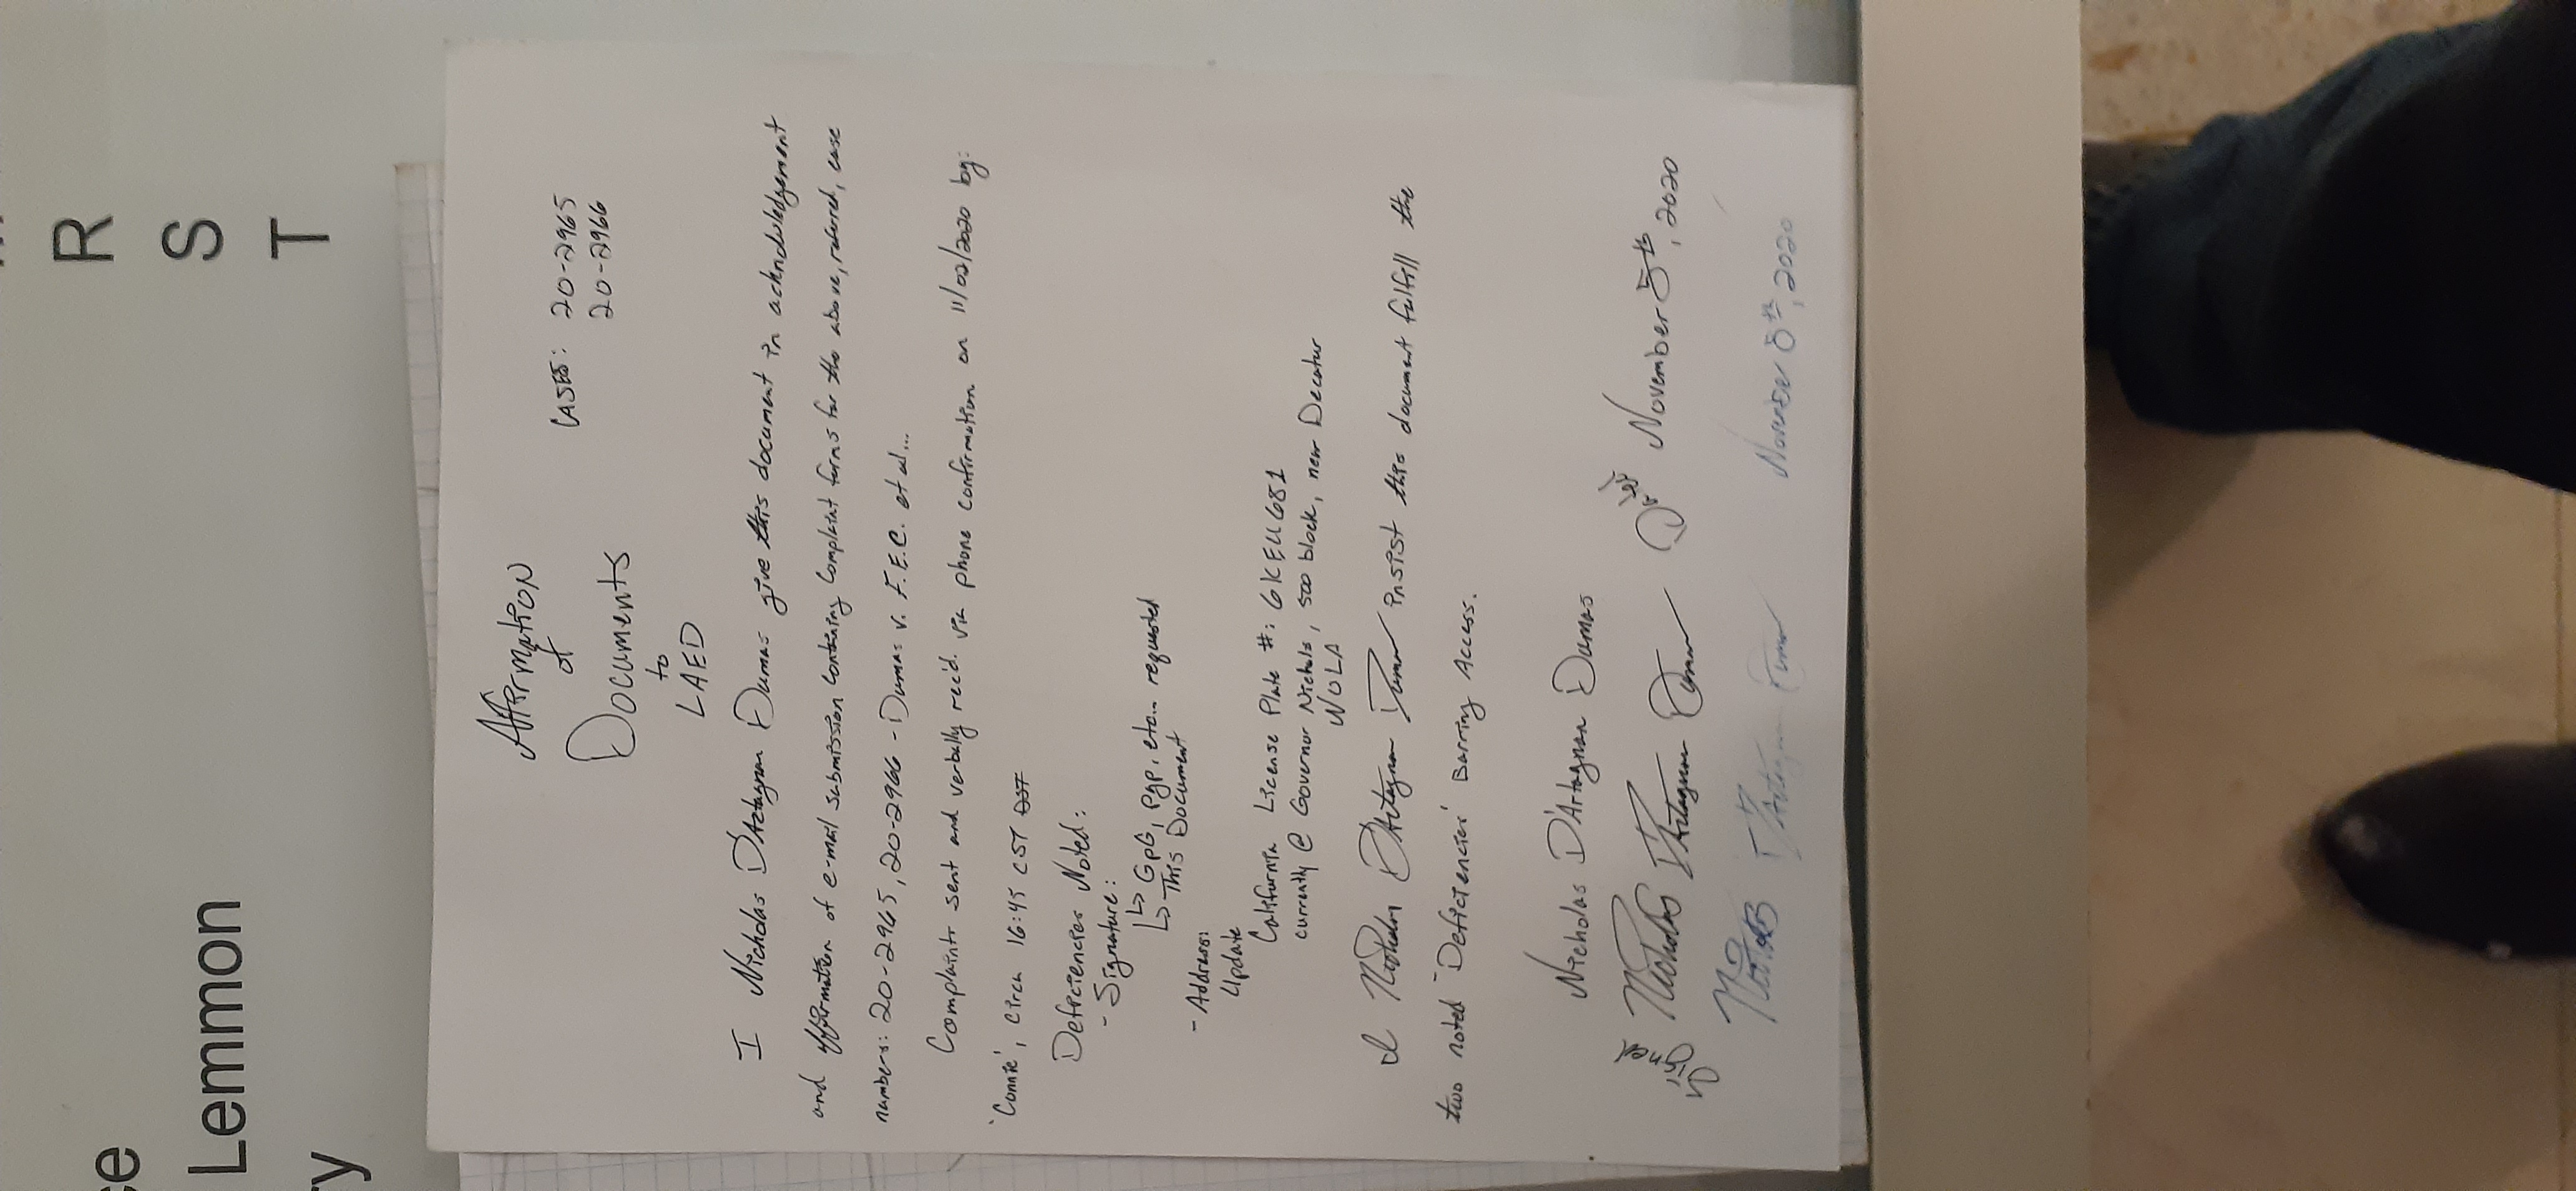 ce
Lemmon
ry
R
S
T
Affirmation
of
Documents
to
LAED
CASES: 20-2965
20-2966
I Nicholas D'Artagnan Dumas give this document in acknowledgement
and affirmation of e-mail submission containing Complaint forms for the above, referred, case
numbers: 20-2965, 20-2966 - Dumas v. F.E.C. et al...
Complaints sent and verbally rec'd. via phone confirmation on 11/02/2020 by:
'Connie', circa 16:45 CST DST
Deficiencies Noted:
- Signature:
↳ GpG, pgp, etc... requested
↳ This Document
- Address:
Update
California License Plate #: 6KEU681
currently @ Governor Nichols, 500 block, near Decatur
NOLA
I Nicholas D'Artagnan Dumas insist this document fulfill the
two noted 'Deficiencies' Barring Access.
Nicholas D'Artagnan Dumas
Signed Nicholas D'Artagnan Dumas Dated November 5th, 2020
Nicholas D'Artagnan Dumas November 5th, 2020